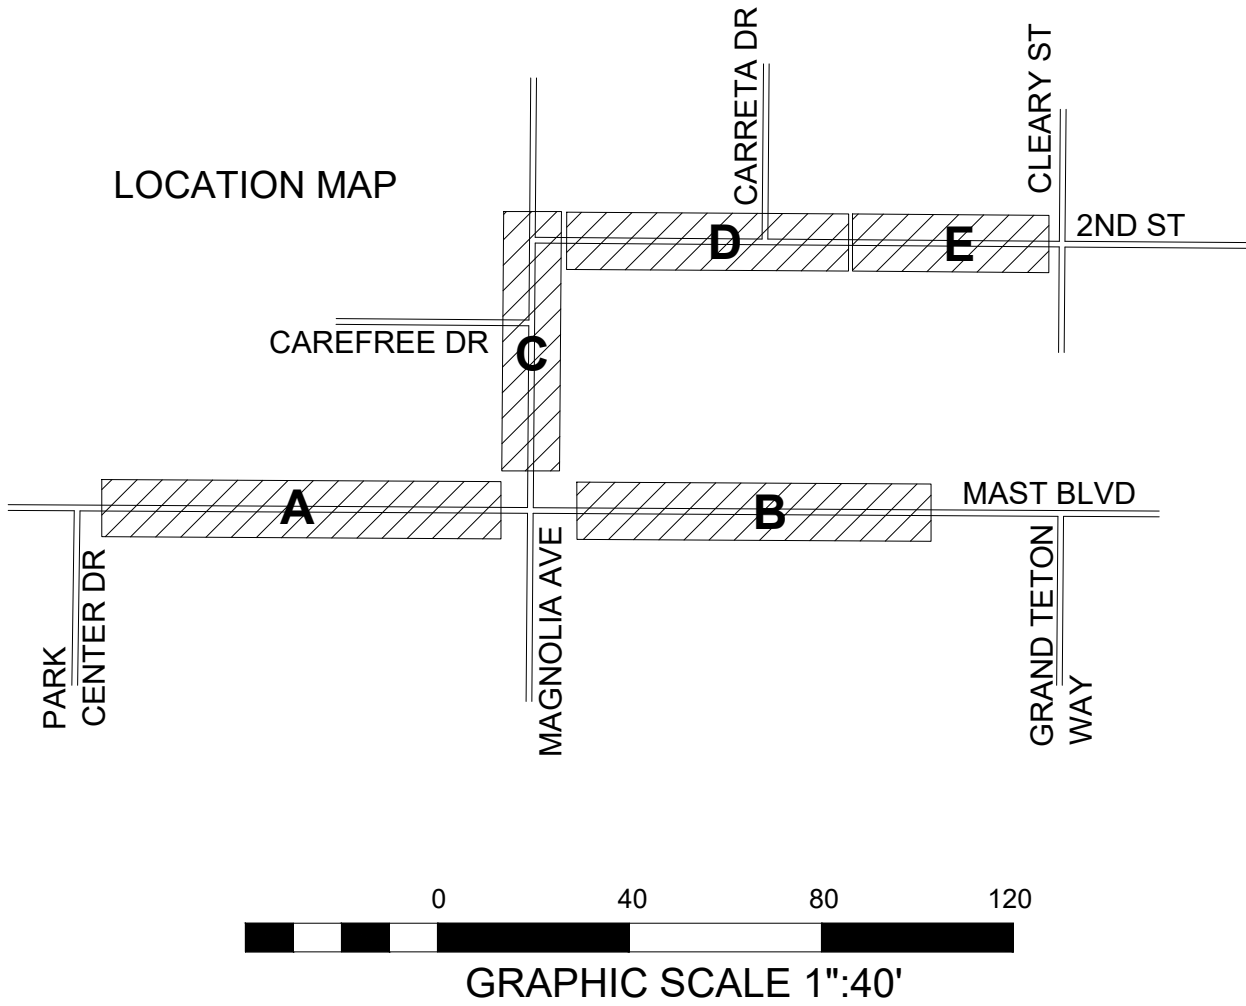 CARRETA DR
CLEARY ST
LOCATION MAP
2ND ST
D
E
CAREFREE DR
C
A
B
MAST BLVD
PARK
CENTER DR
MAGNOLIA AVE
GRAND TETON
WAY
0 40 80 120
GRAPHIC SCALE 1":40'